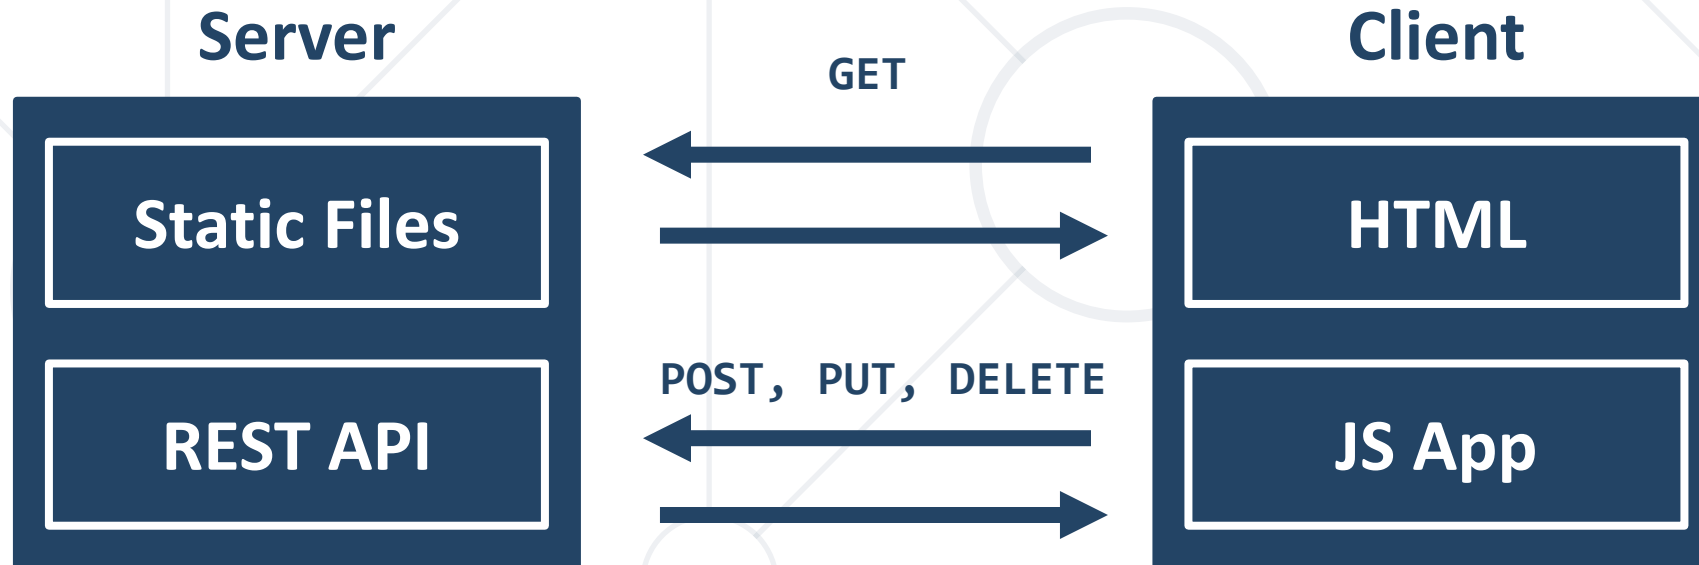 Server
Client
GET
Static Files
HTML
POST, PUT, DELETE
REST API
JS App